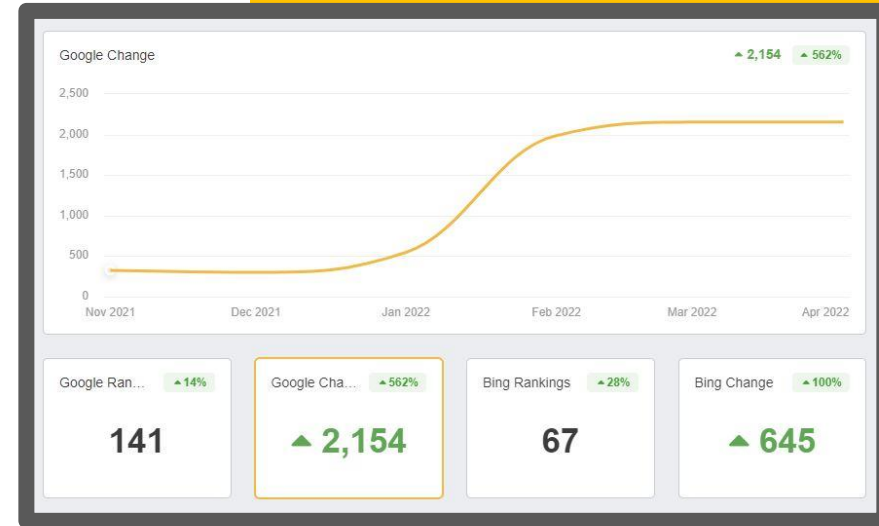 Google Change
2,154 562%
2,500
2,000
1,500
1,000
500
0
Nov 2021 Dec 2021 Jan 2022 Feb 2022 Mar 2022 Apr 2022
Google Ran... 14% Google Cha... 562% Bing Rankings 28% Bing Change 100%
141 2,154 67 645